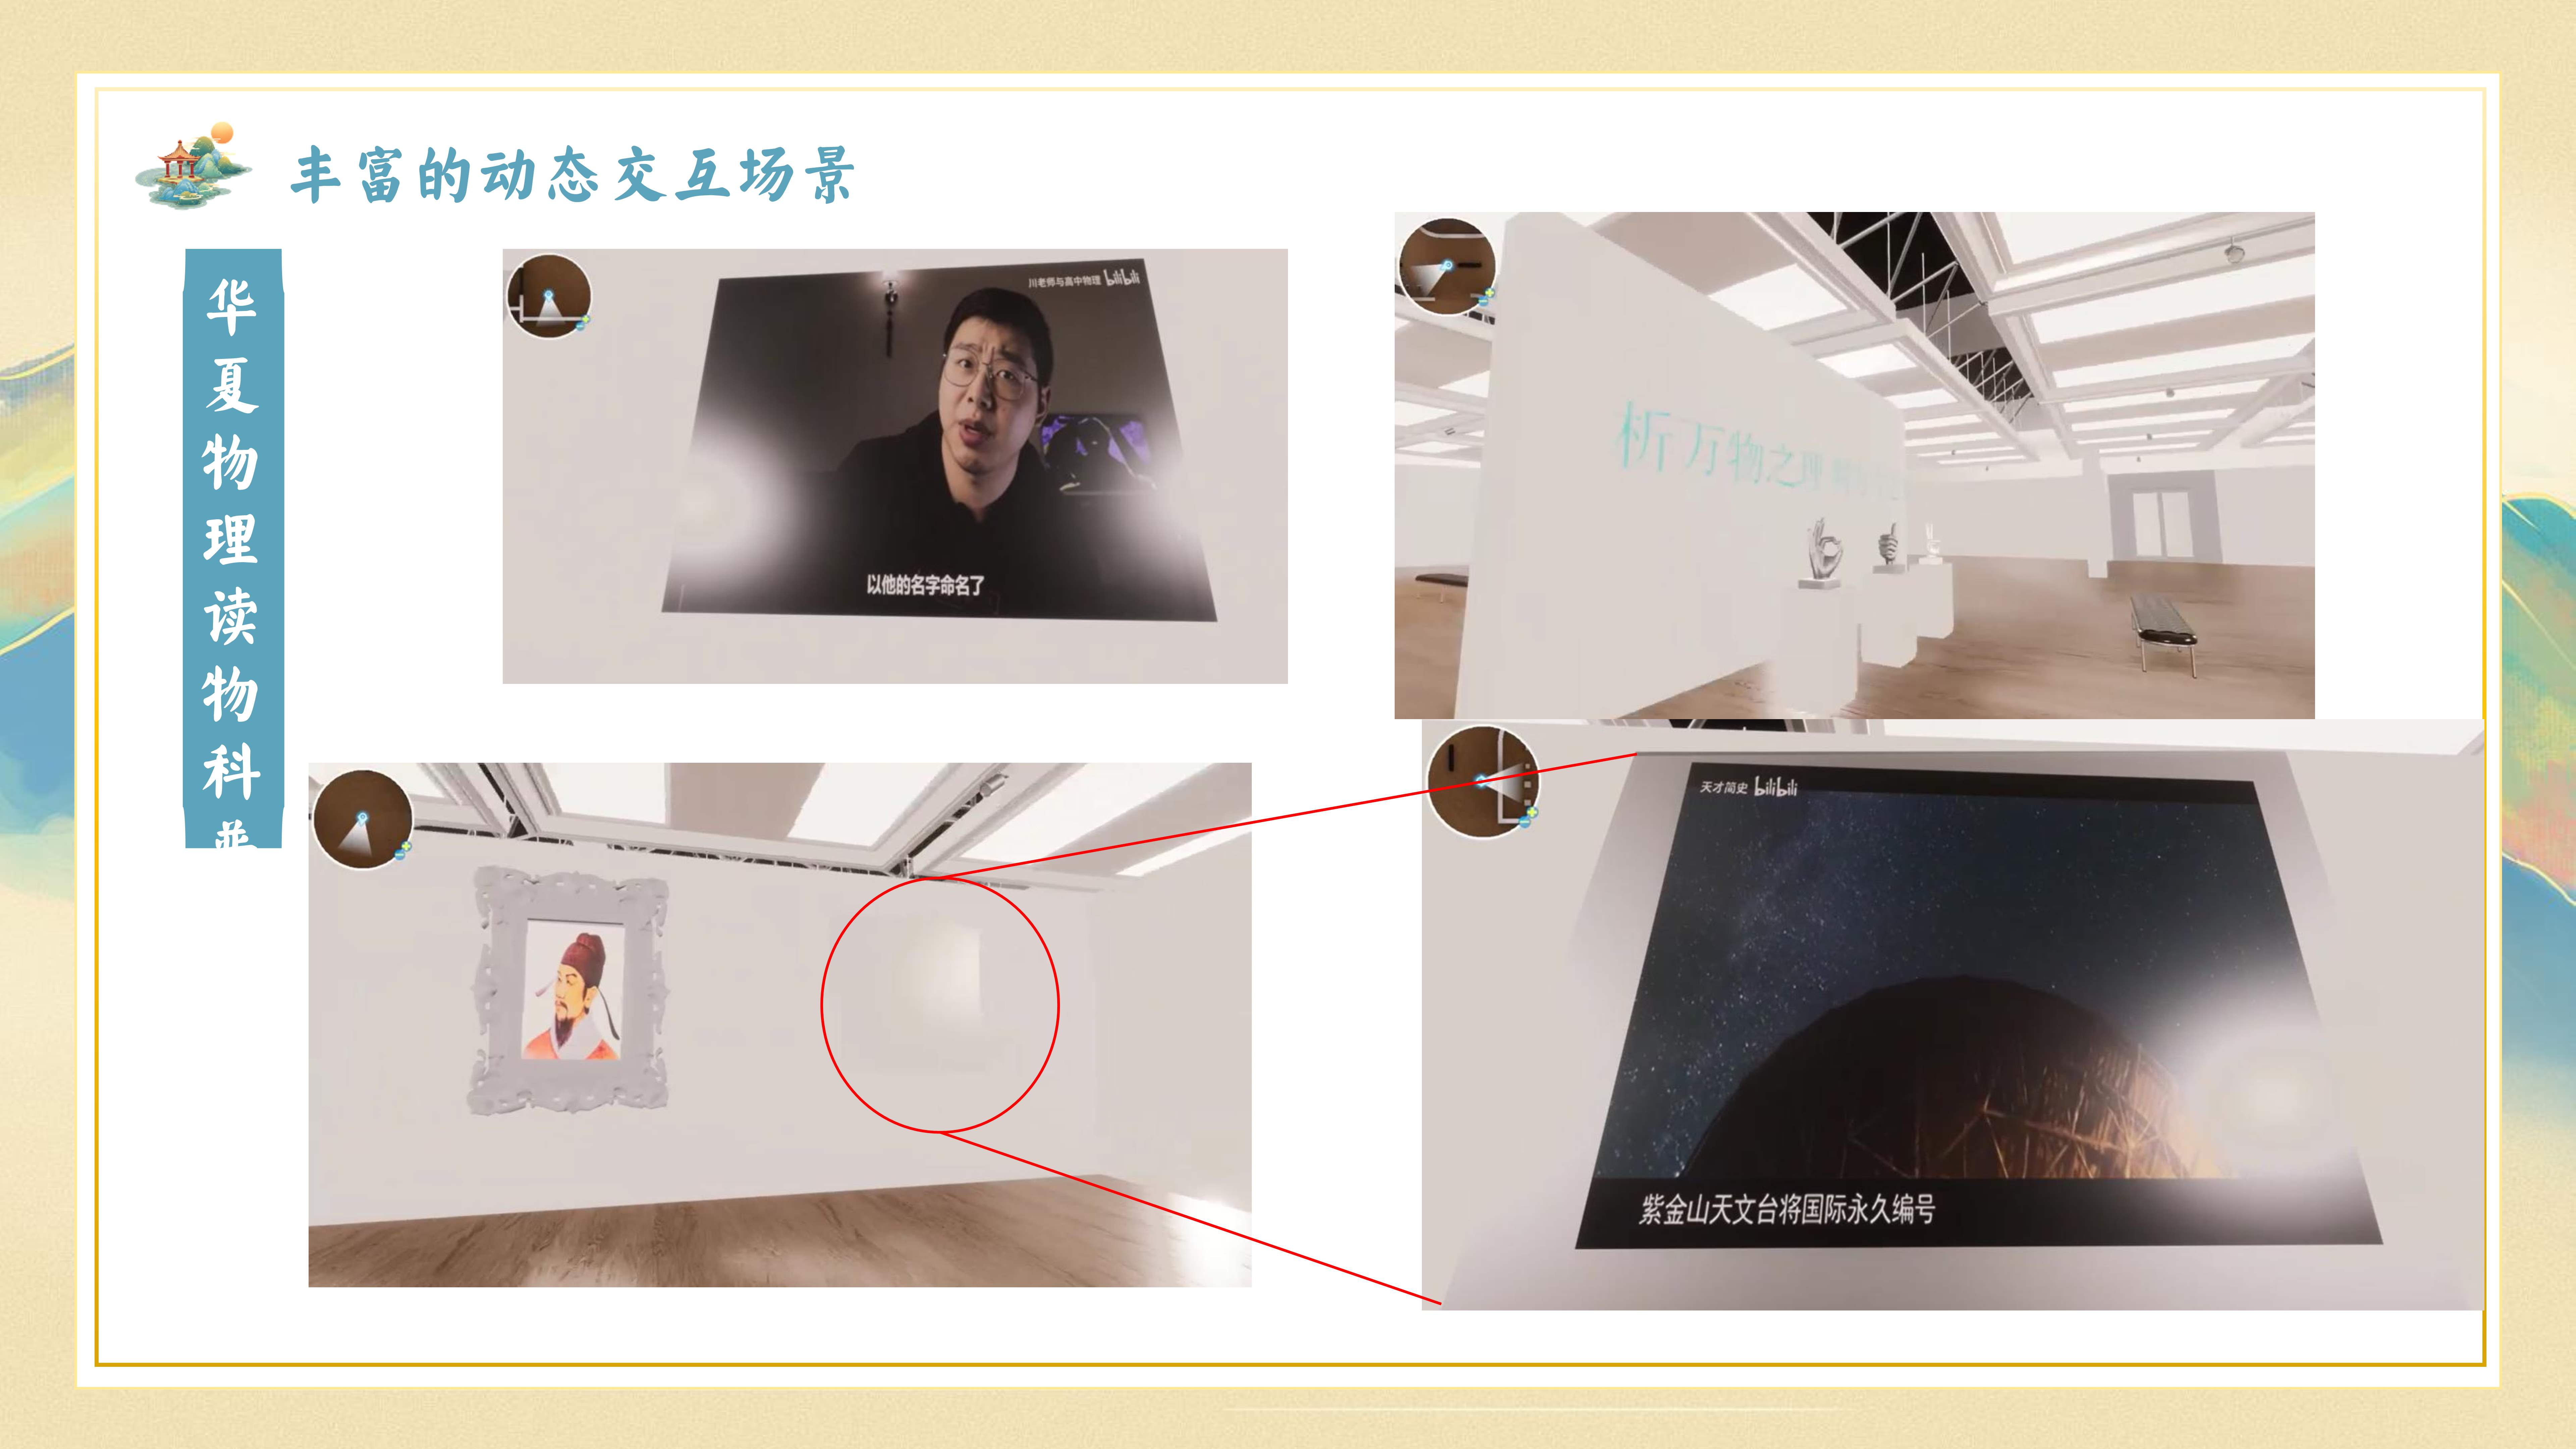 丰富的动态交互场景
华夏物理读物科普
川老师与高中物理 bilibili
以他的名字命名了
析万物之理
天才简史 bilibili
紫金山天文台将国际永久编号